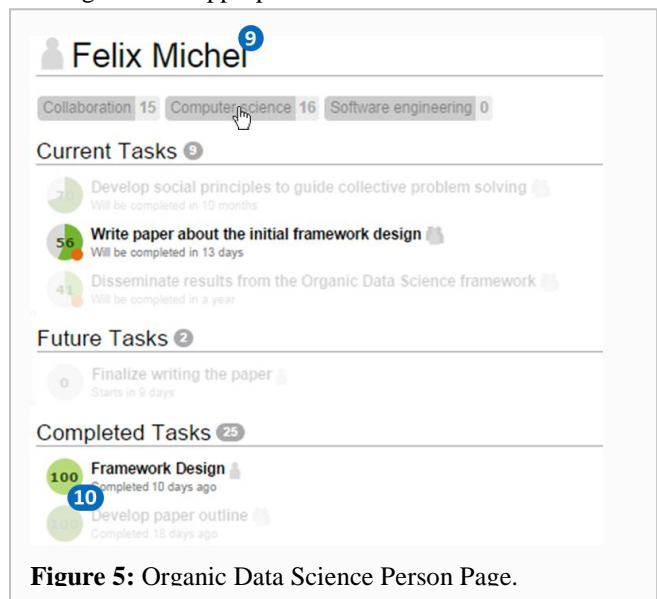 Felix Michel 9
Collaboration 15 Computer science 16 Software engineering 0
Current Tasks 9
70 Develop social principles to guide collective problem solving
Will be completed in 10 months
56 Write paper about the initial framework design
Will be completed in 13 days
41 Disseminate results from the Organic Data Science framework
Will be completed in a year
Future Tasks 2
0 Finalize writing the paper
Starts in 9 days
Completed Tasks 25
100 Framework Design
Completed 10 days ago
10
100 Develop paper outline
Completed 18 days ago
Figure 5: Organic Data Science Person Page.